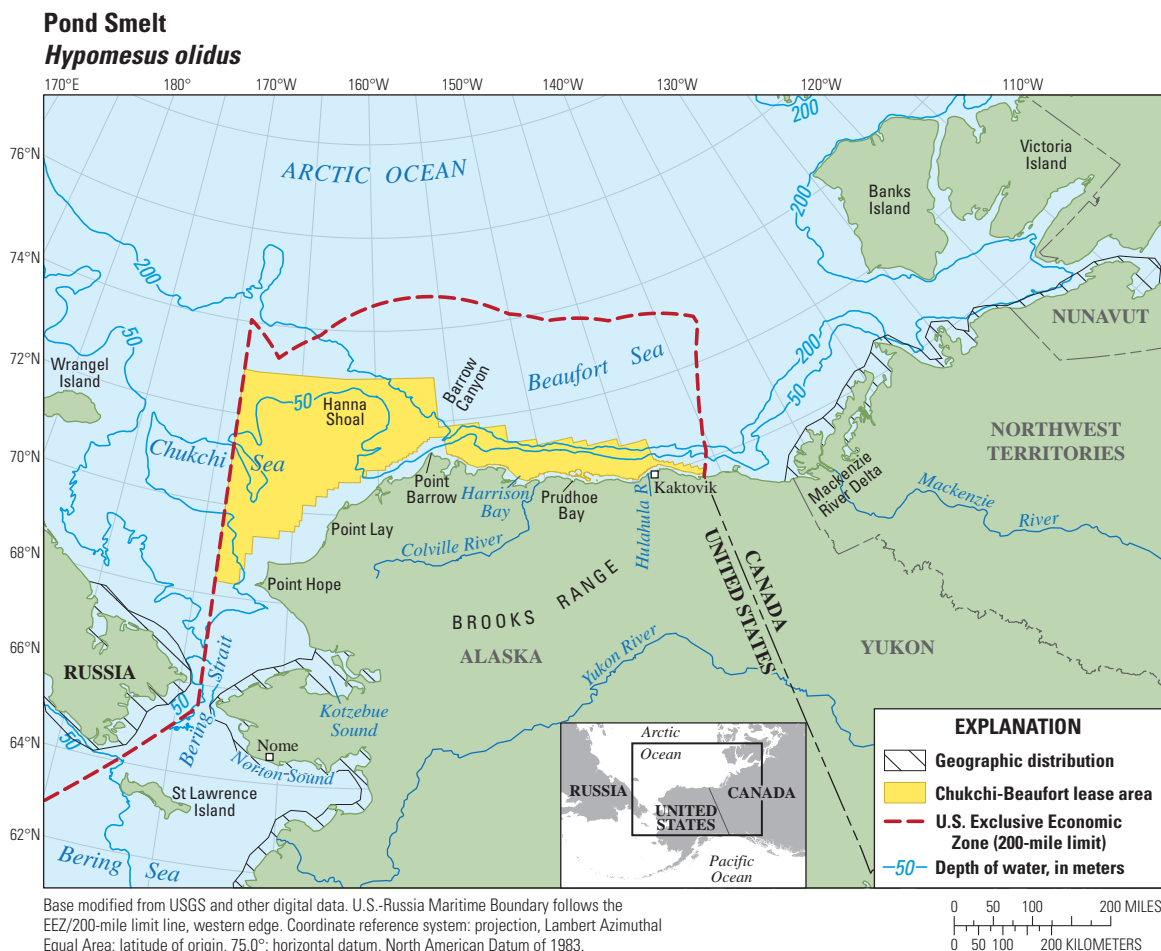 Pond Smelt
Hypomesus olidus
170°E 180° 170°W 160°W 150°W 140°W 130°W 120°W 110°W
76°N
74°N
72°N
70°N
68°N
66°N
64°N
62°N
ARCTIC OCEAN
200
200
200
200
200
50
50
50
50
50
50
Victoria
Island
Banks
Island
NUNAVUT
Wrangel
Island
Beaufort Sea
Barrow
Canyon
Hanna
Shoal
Chukchi Sea
NORTHWEST
TERRITORIES
Mackenzie
River Delta
Mackenzie River
Point
Barrow
Harrison
Bay
Prudhoe
Bay
Kaktovik
Hulahula R
Point Lay
Colville River
Point Hope
BROOKS RANGE
CANADA
UNITED STATES
ALASKA
YUKON
Yukon River
RUSSIA
Bering Strait
Kotzebue
Sound
Nome
Norton Sound
St Lawrence
Island
Bering Sea
Arctic
Ocean
RUSSIA
CANADA
UNITED
STATES
Pacific
Ocean
EXPLANATION
Geographic distribution
Chukchi-Beaufort lease area
U.S. Exclusive Economic
Zone (200-mile limit)
50 Depth of water, in meters
Base modified from USGS and other digital data. U.S.-Russia Maritime Boundary follows the
EEZ/200-mile limit line, western edge. Coordinate reference system: projection, Lambert Azimuthal
Equal Area; latitude of origin, 75.0°; horizontal datum, North American Datum of 1983.
0 50 100 200 MILES
0 50 100 200 KILOMETERS